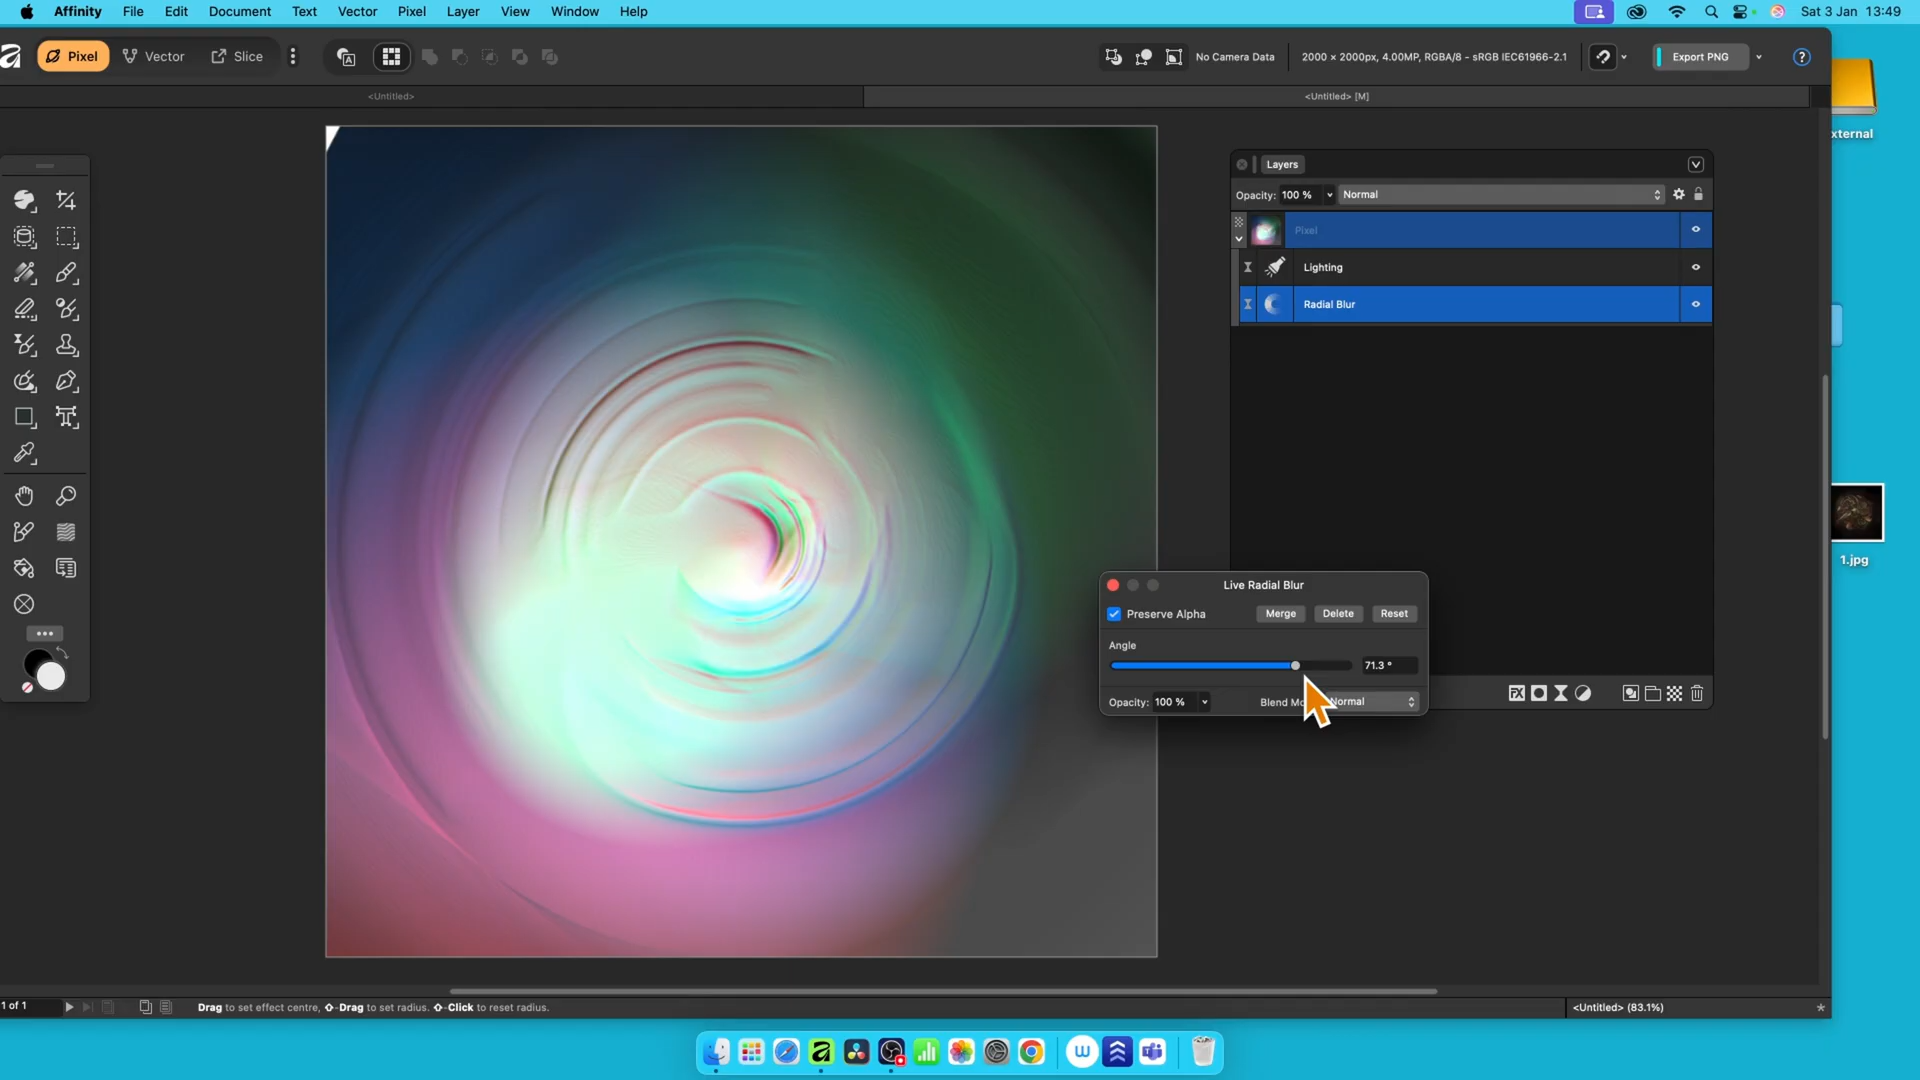 Affinity File Edit Document Text Vector Pixel Layer View Window Help
Sat 3 Jan 13:49
Pixel Vector Slice
No Camera Data
2000 × 2000px, 4.00MP, RGBA/8 - sRGB IEC61966-2.1
Export PNG
<Untitled>
<Untitled> [M]
xternal
Layers
Opacity: 100 % Normal
Pixel
Lighting
Radial Blur
1.jpg
Live Radial Blur
Preserve Alpha Merge Delete Reset
Angle
71.3 °
Opacity: 100 % Blend Mo Normal
FX
1 of 1
Drag to set effect centre, ⇧-Drag to set radius. ⇧-Click to reset radius.
<Untitled> (83.1%)